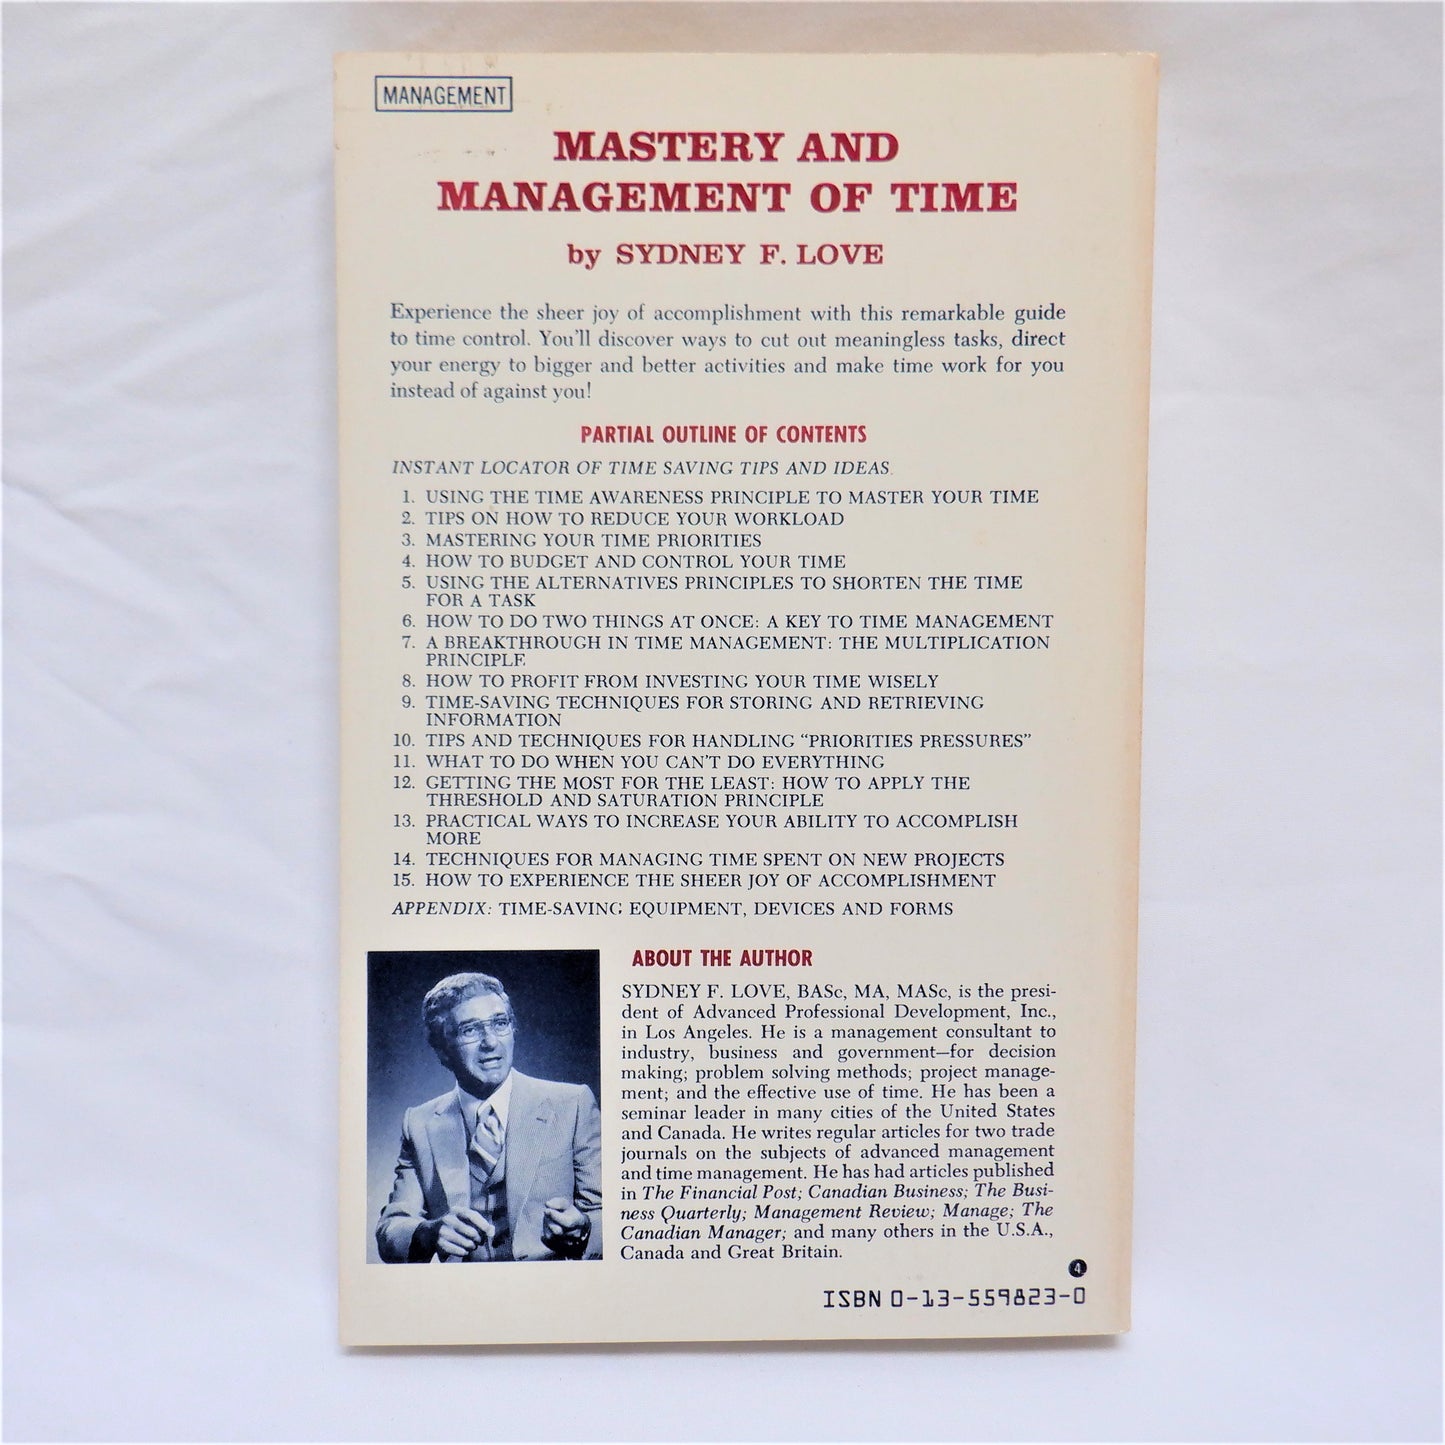 MANAGEMENT
MASTERY AND
MANAGEMENT OF TIME
by SYDNEY F. LOVE
Experience the sheer joy of accomplishment with this remarkable guide
to time control. You'll discover ways to cut out meaningless tasks, direct
your energy to bigger and better activities and make time work for you
instead of against you!
PARTIAL OUTLINE OF CONTENTS
INSTANT LOCATOR OF TIME SAVING TIPS AND IDEAS
1. USING THE TIME AWARENESS PRINCIPLE TO MASTER YOUR TIME
2. TIPS ON HOW TO REDUCE YOUR WORKLOAD
3. MASTERING YOUR TIME PRIORITIES
4. HOW TO BUDGET AND CONTROL YOUR TIME
5. USING THE ALTERNATIVES PRINCIPLES TO SHORTEN THE TIME
FOR A TASK
6. HOW TO DO TWO THINGS AT ONCE: A KEY TO TIME MANAGEMENT
7. A BREAKTHROUGH IN TIME MANAGEMENT: THE MULTIPLICATION
PRINCIPLE
8. HOW TO PROFIT FROM INVESTING YOUR TIME WISELY
9. TIME-SAVING TECHNIQUES FOR STORING AND RETRIEVING
INFORMATION
10. TIPS AND TECHNIQUES FOR HANDLING "PRIORITIES PRESSURES"
11. WHAT TO DO WHEN YOU CAN'T DO EVERYTHING
12. GETTING THE MOST FOR THE LEAST: HOW TO APPLY THE
THRESHOLD AND SATURATION PRINCIPLE
13. PRACTICAL WAYS TO INCREASE YOUR ABILITY TO ACCOMPLISH
MORE
14. TECHNIQUES FOR MANAGING TIME SPENT ON NEW PROJECTS
15. HOW TO EXPERIENCE THE SHEER JOY OF ACCOMPLISHMENT
APPENDIX: TIME-SAVING EQUIPMENT, DEVICES AND FORMS
ABOUT THE AUTHOR
SYDNEY F. LOVE, BASc, MA, MASc, is the presi-
dent of Advanced Professional Development, Inc.,
in Los Angeles. He is a management consultant to
industry, business and government—for decision
making; problem solving methods; project manage-
ment; and the effective use of time. He has been a
seminar leader in many cities of the United States
and Canada. He writes regular articles for two trade
journals on the subjects of advanced management
and time management. He has had articles published
in The Financial Post; Canadian Business; The Busi-
ness Quarterly; Management Review; Manage; The
Canadian Manager; and many others in the U.S.A.,
Canada and Great Britain.
4
ISBN 0-13-559823-0